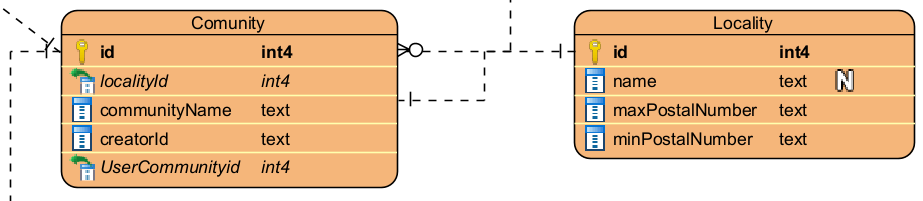 Comunity
id int4
localityId int4
communityName text
creatorId text
UserCommunityid int4
Locality
id int4
name text N
maxPostalNumber text
minPostalNumber text